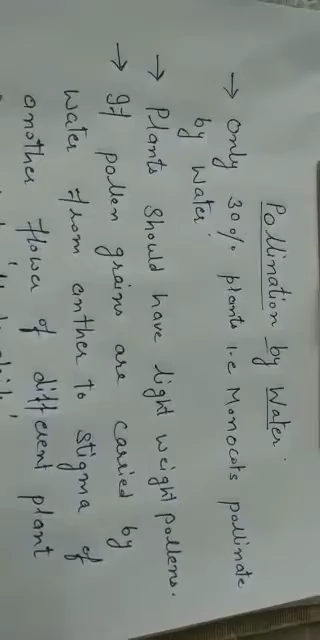 Pollination by Water.
→ Only 30% plants i.e Monocots pollinate
by Water.
→ Plants should have light weight pollens.
→ If pollen grains are carried by
water from anther to stigma of
another flower of different plant